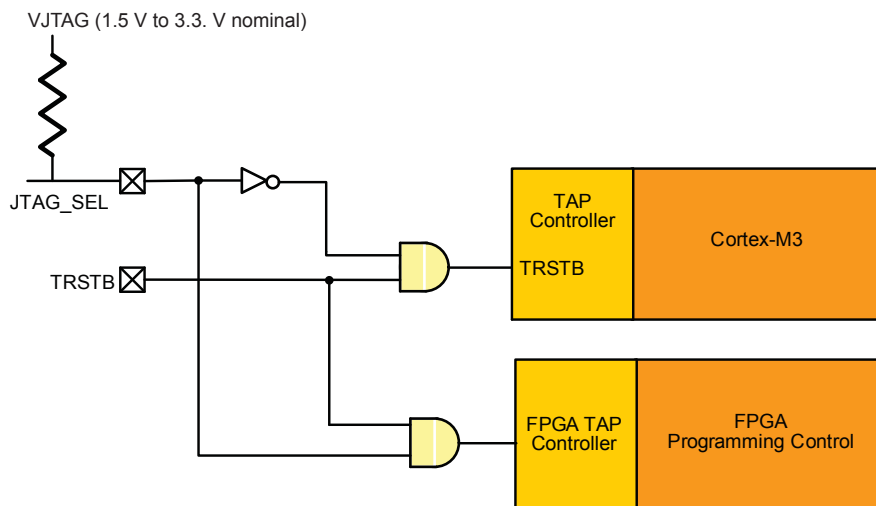 VJTAG (1.5 V to 3.3. V nominal)
JTAG_SEL
TRSTB
TAP
Controller
TRSTB
Cortex-M3
FPGA TAP
Controller
FPGA
Programming Control